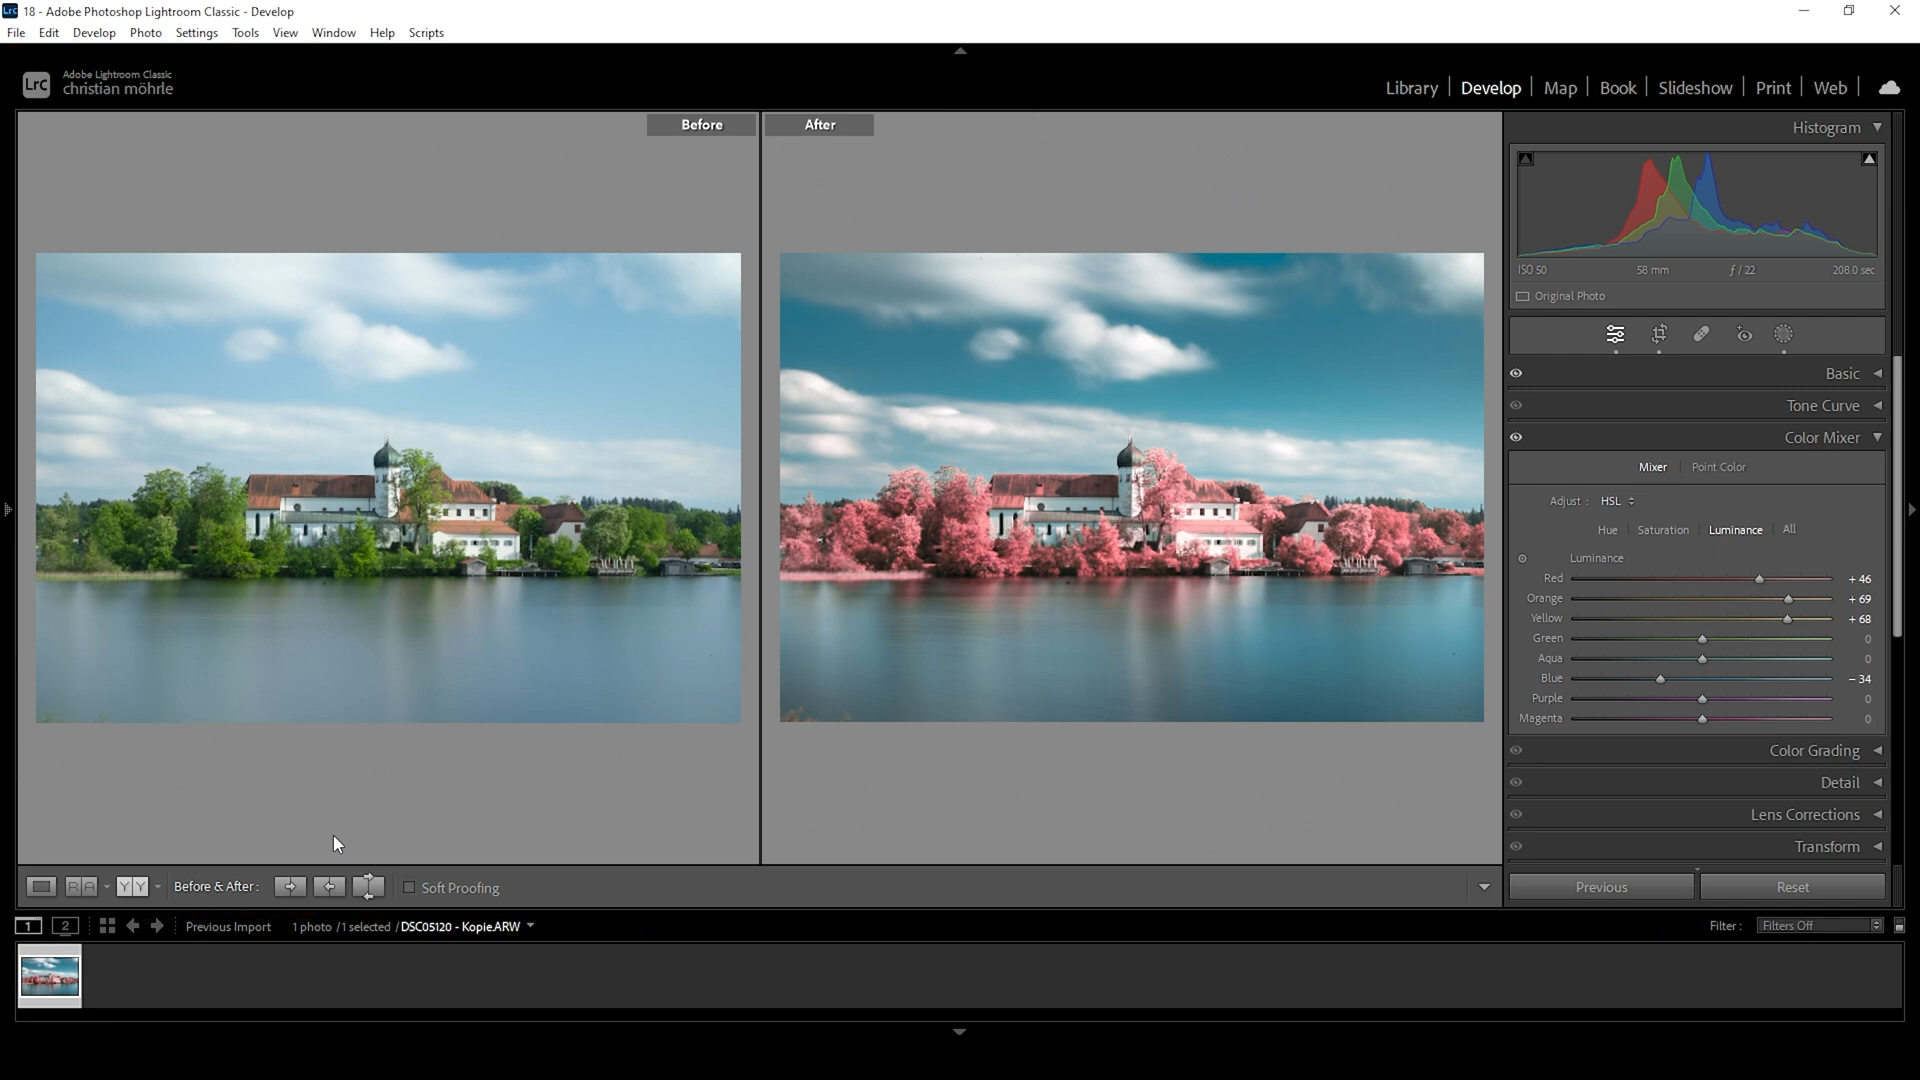 Lrc 18 - Adobe Photoshop Lightroom Classic - Develop
File Edit Develop Photo Settings Tools View Window Help Scripts
LrC Adobe Lightroom Classic
christian möhrle
Library | Develop | Map | Book | Slideshow | Print | Web |
Before After
Histogram
ISO 50 58 mm ƒ / 22 208.0 sec
Original Photo
Basic
Tone Curve
Color Mixer
Mixer | Point Color
Adjust : HSL
Hue | Saturation | Luminance | All
Luminance
Red + 46
Orange + 69
Yellow + 68
Green 0
Aqua 0
Blue − 34
Purple 0
Magenta 0
Color Grading
Detail
Lens Corrections
Transform
R A Y Y Before & After : Soft Proofing
Previous Reset
1 2 Previous Import 1 photo / 1 selected / DSC05120 - Kopie.ARW Filter : Filters Off